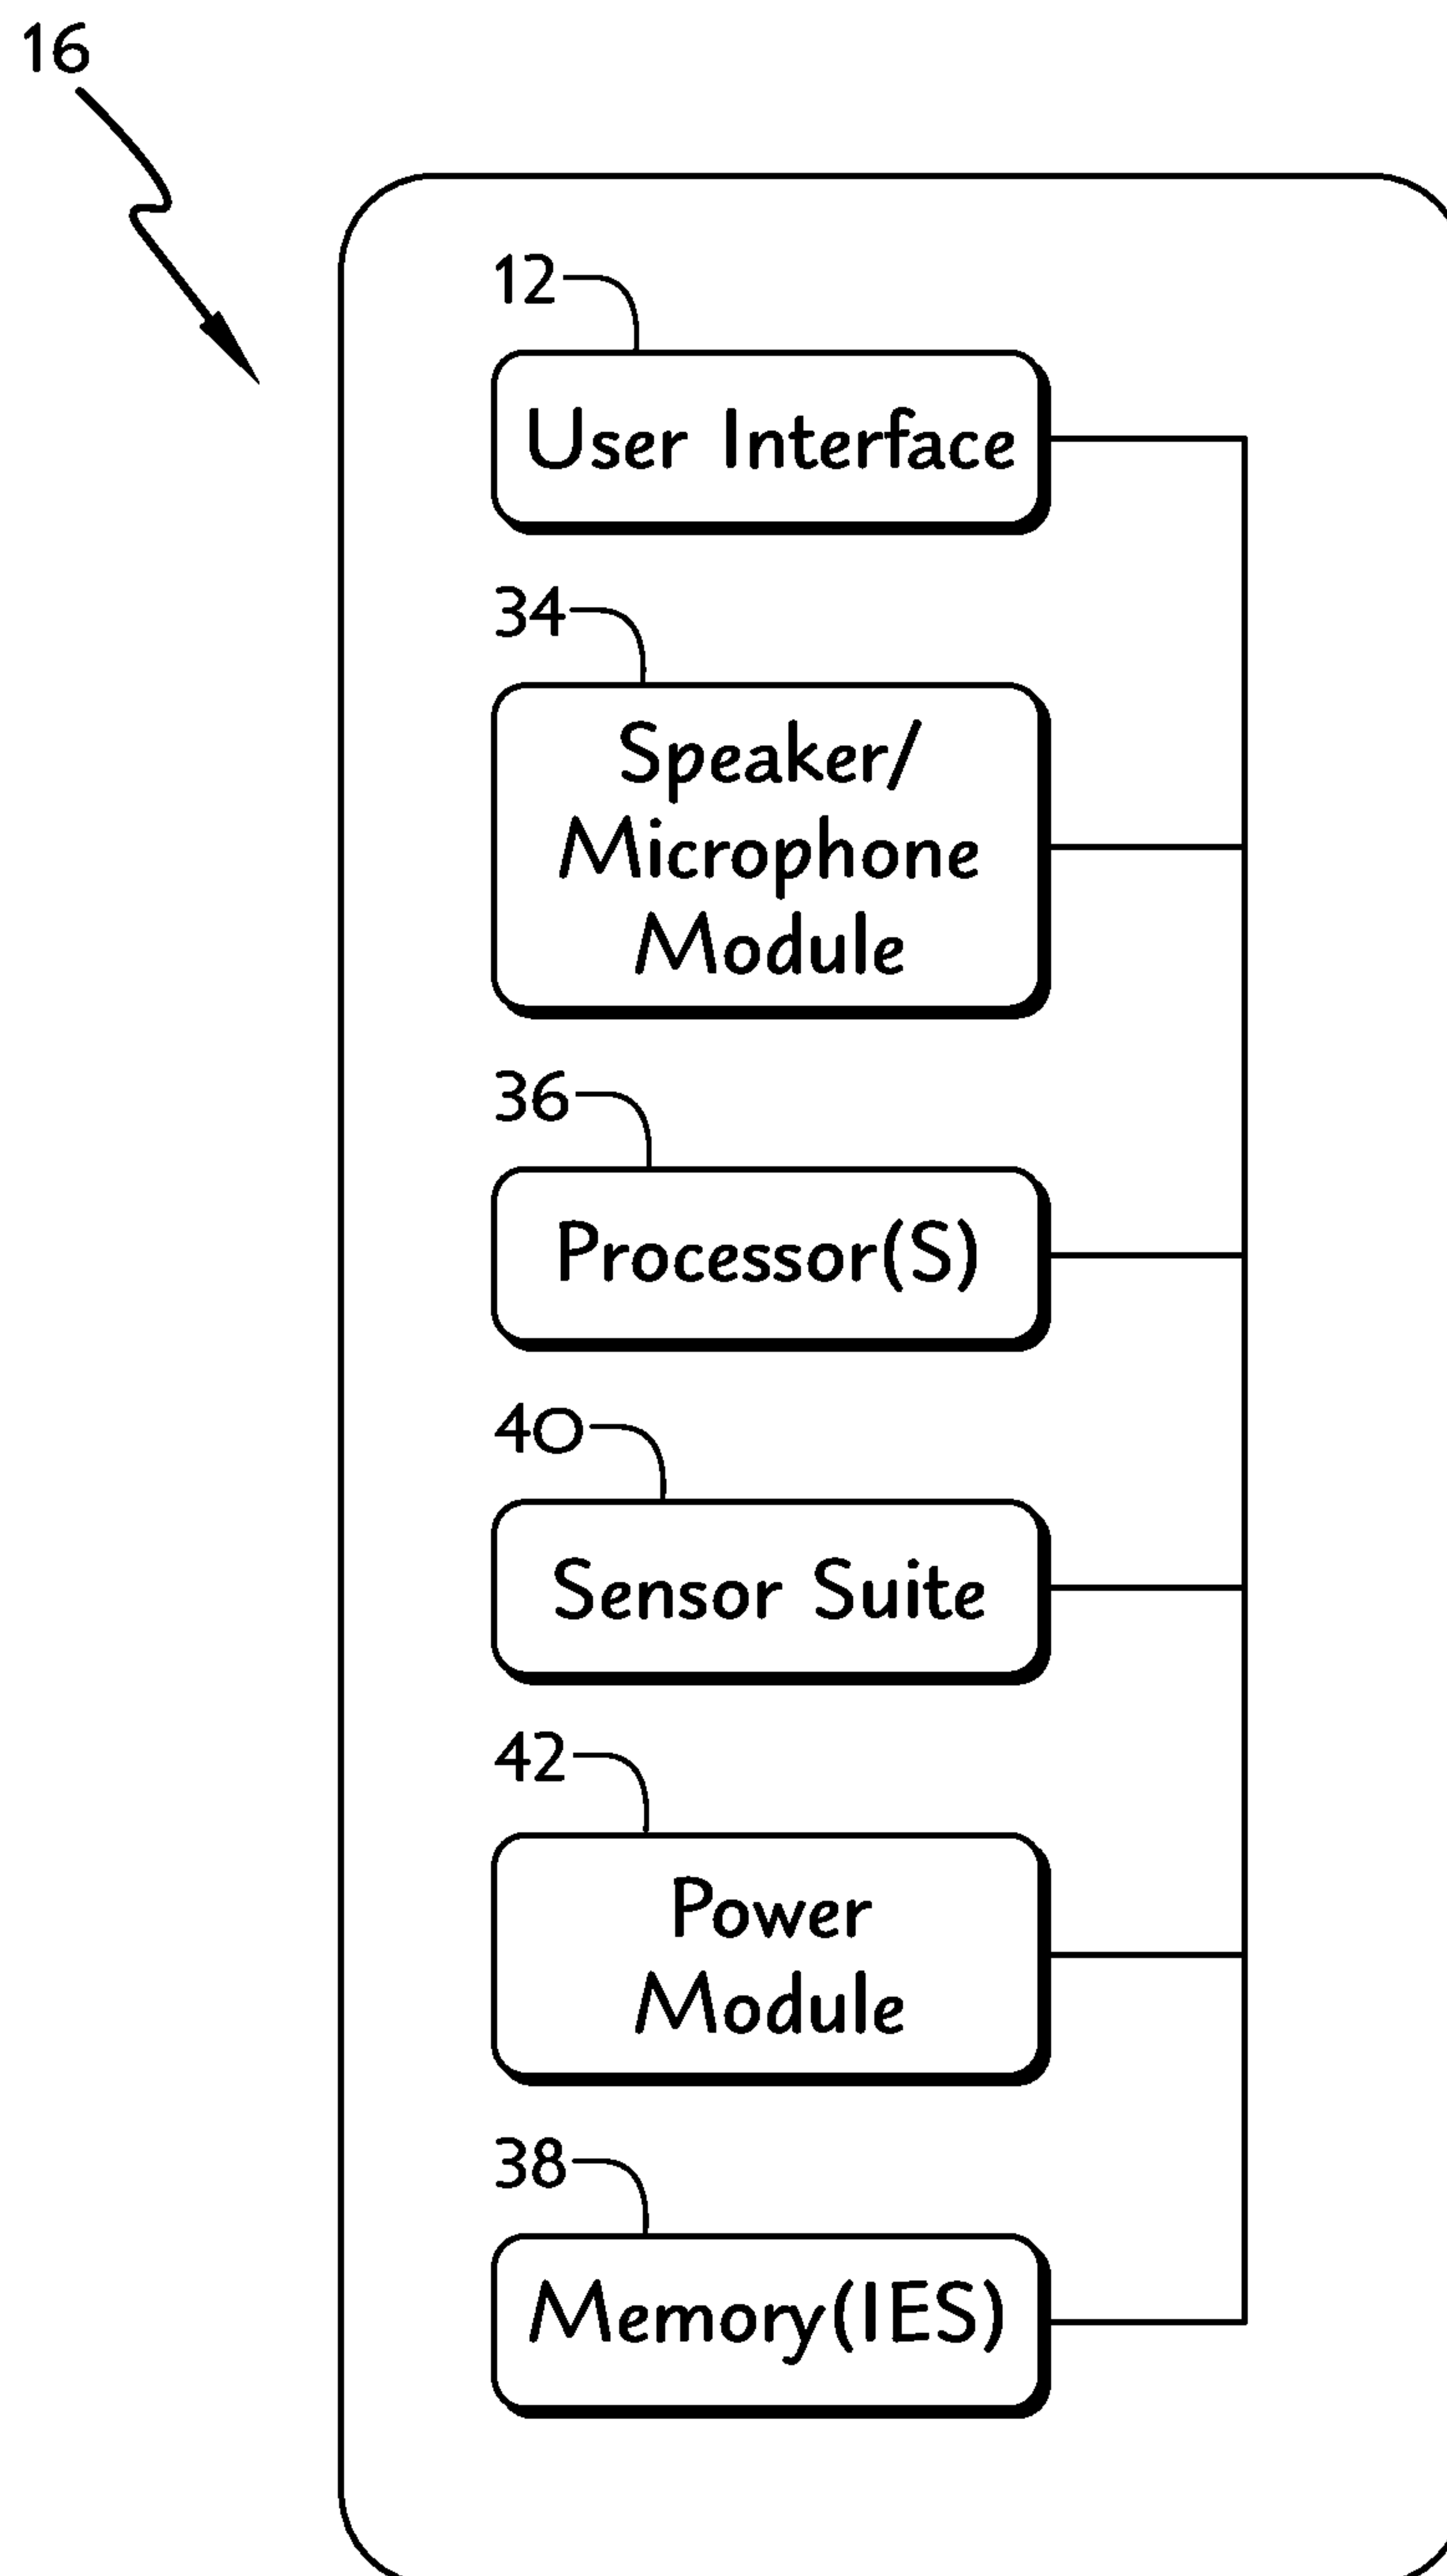 16
12
User Interface
34
Speaker/
Microphone
Module
36
Processor(S)
40
Sensor Suite
42
Power
Module
38
Memory(IES)